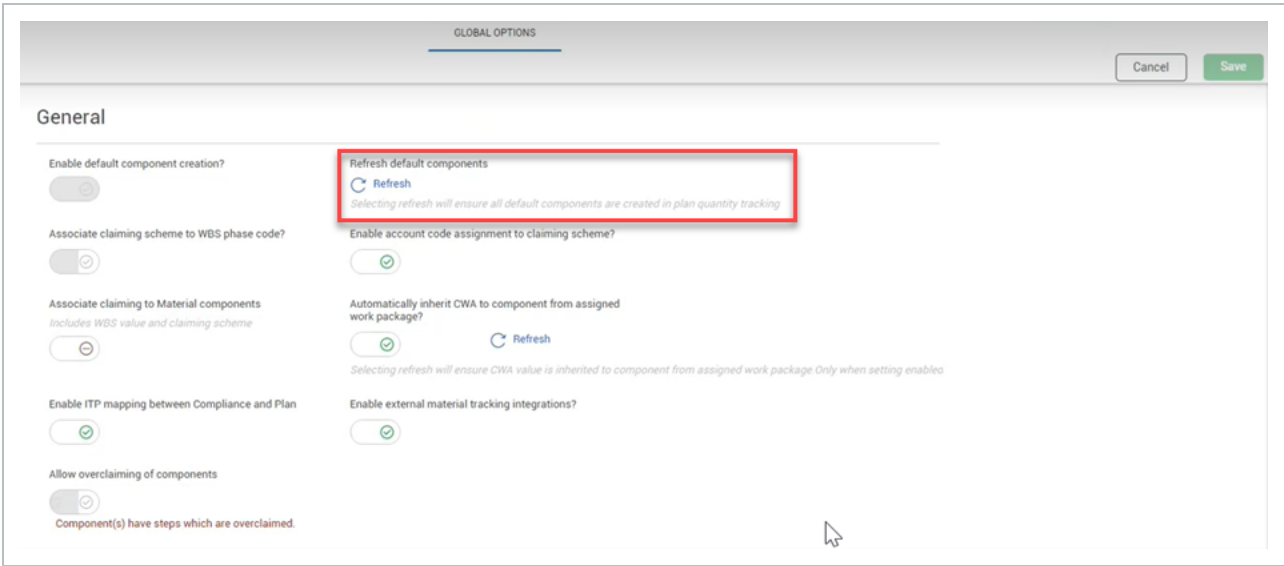 GLOBAL OPTIONS
Cancel
Save
General
Enable default component creation?
Refresh default components
Refresh
Selecting refresh will ensure all default components are created in plan quantity tracking
Associate claiming scheme to WBS phase code?
Enable account code assignment to claiming scheme?
Associate claiming to Material components
Includes WBS value and claiming scheme
Automatically inherit CWA to component from assigned
work package?
Refresh
Selecting refresh will ensure CWA value is inherited to component from assigned work package Only when setting enabled
Enable ITP mapping between Compliance and Plan
Enable external material tracking integrations?
Allow overclaiming of components
Component(s) have steps which are overclaimed.